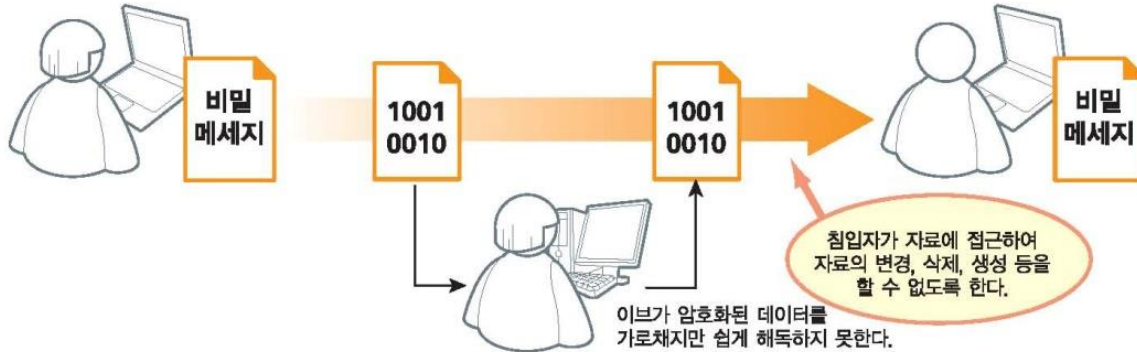 비밀
메세지
1001
0010
1001
0010
비밀
메세지
침입자가 자료에 접근하여
자료의 변경, 삭제, 생성 등을
할 수 없도록 한다.
이브가 암호화된 데이터를
가로채지만 쉽게 해독하지 못한다.